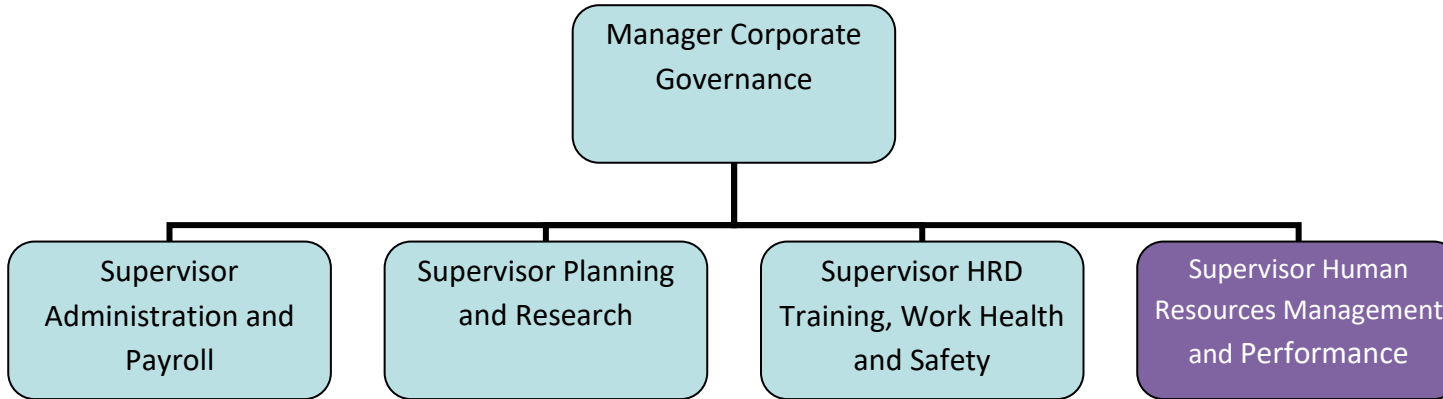 Manager Corporate
Governance
Supervisor
Administration and
Payroll
Supervisor Planning
and Research
Supervisor HRD
Training, Work Health
and Safety
Supervisor Human
Resources Management
and Performance